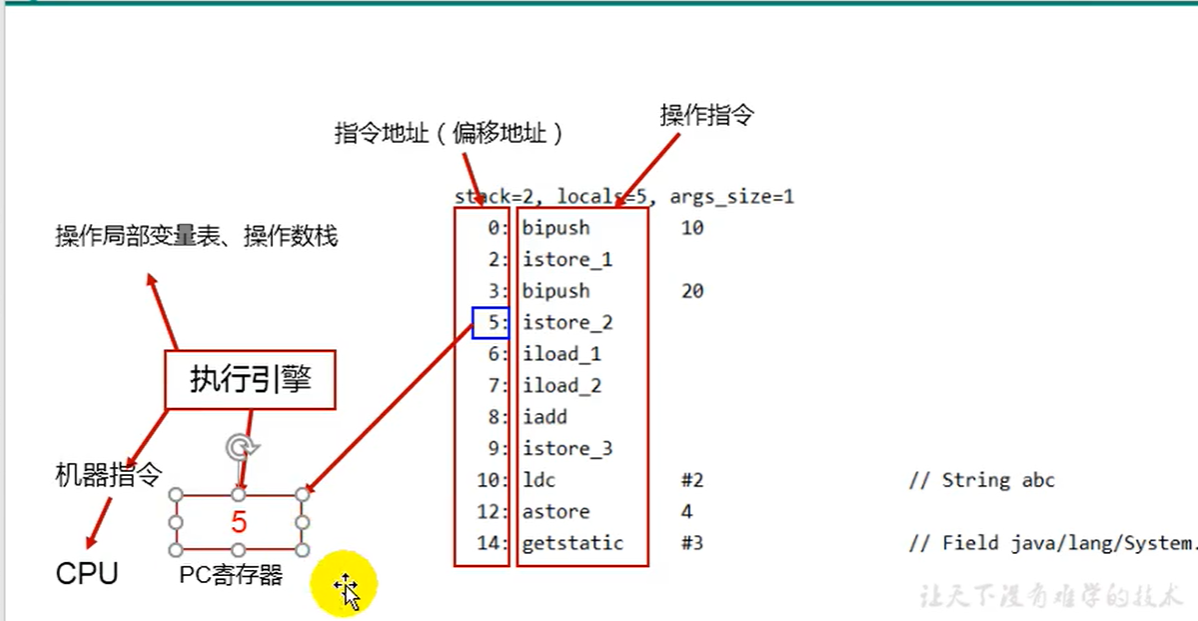 操作指令
指令地址（偏移地址）
stack=2, locals=5, args_size=1
0: bipush 10
2: istore_1
3: bipush 20
5: istore_2
6: iload_1
7: iload_2
8: iadd
9: istore_3
10: ldc #2 // String abc
12: astore 4
14: getstatic #3 // Field java/lang/System.
操作局部变量表、操作数栈
执行引擎
机器指令
5
CPU
PC寄存器
让天下没有难学的技术